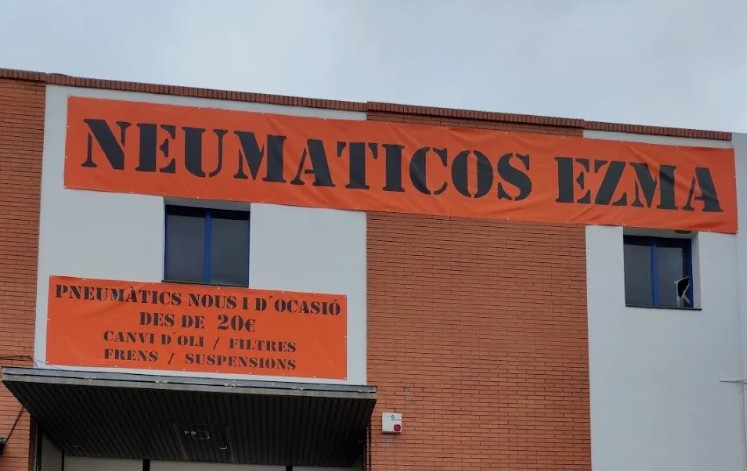 NEUMATICOS EZMA
PNEUMÀTICS NOUS I D´OCASIÓ
DES DE 20€
CANVI D´OLI / FILTRES
FRENS / SUSPENSIONS